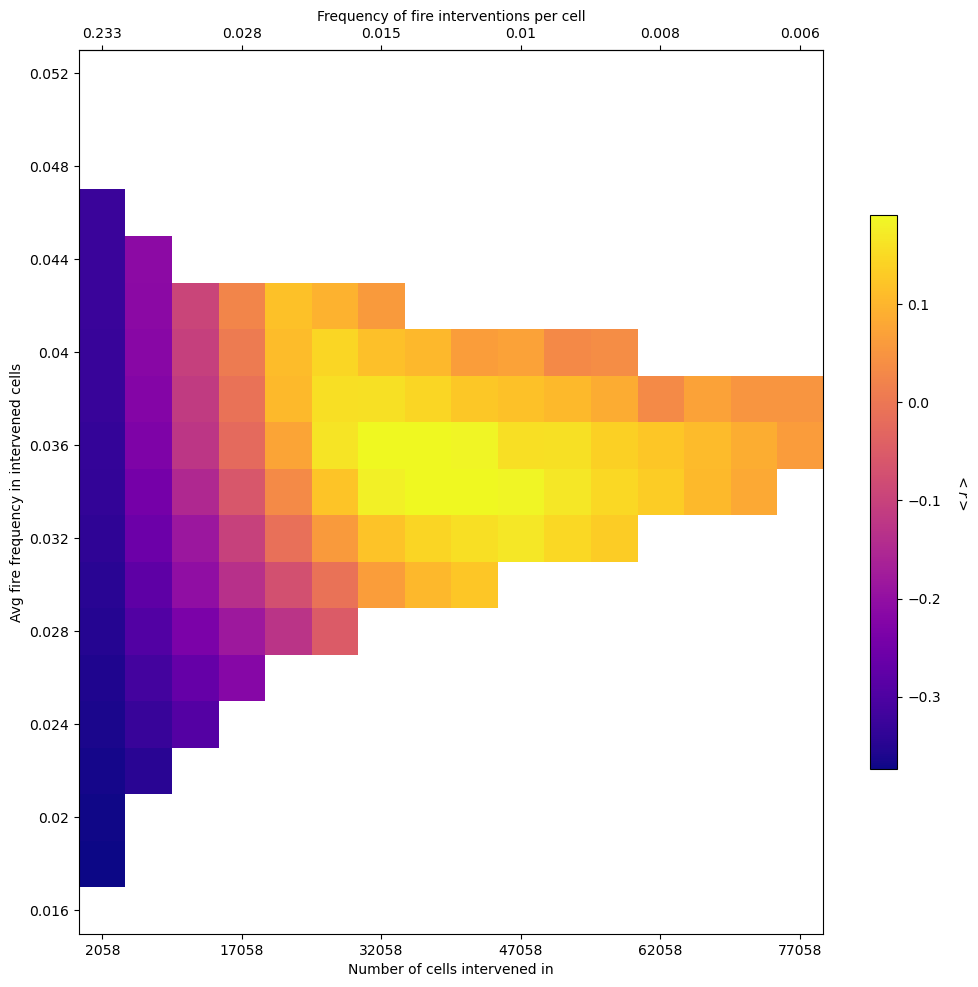 Frequency of fire interventions per cell
0.233 0.028 0.015 0.01 0.008 0.006
0.052
0.048
0.044
0.04
0.036
0.032
0.028
0.024
0.02
0.016
Avg fire frequency in intervened cells
2058 17058 32058 47058 62058 77058
Number of cells intervened in
0.1
0.0
−0.1
−0.2
−0.3
< r >